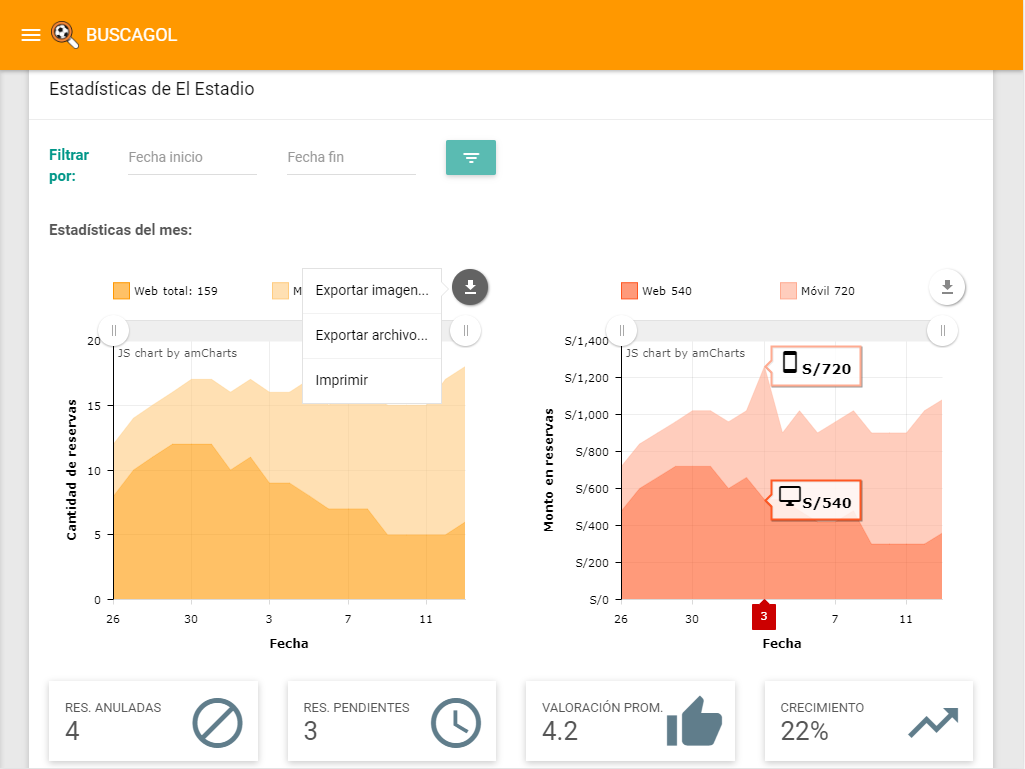 BUSCAGOL
Estadísticas de El Estadio
Filtrar por:
Fecha inicio
Fecha fin
Estadísticas del mes:
Web total: 159
M
Exportar imagen...
Exportar archivo...
Imprimir
JS chart by amCharts
Cantidad de reservas
20
15
10
5
0
26
30
3
7
11
Fecha
Web 540
Móvil 720
JS chart by amCharts
Monto en reservas
S/1,400
S/1,200
S/1,000
S/800
S/600
S/400
S/200
S/0
S/720
S/540
26
30
3
7
11
Fecha
RES. ANULADAS
4
RES. PENDIENTES
3
VALORACIÓN PROM.
4.2
CRECIMIENTO
22%